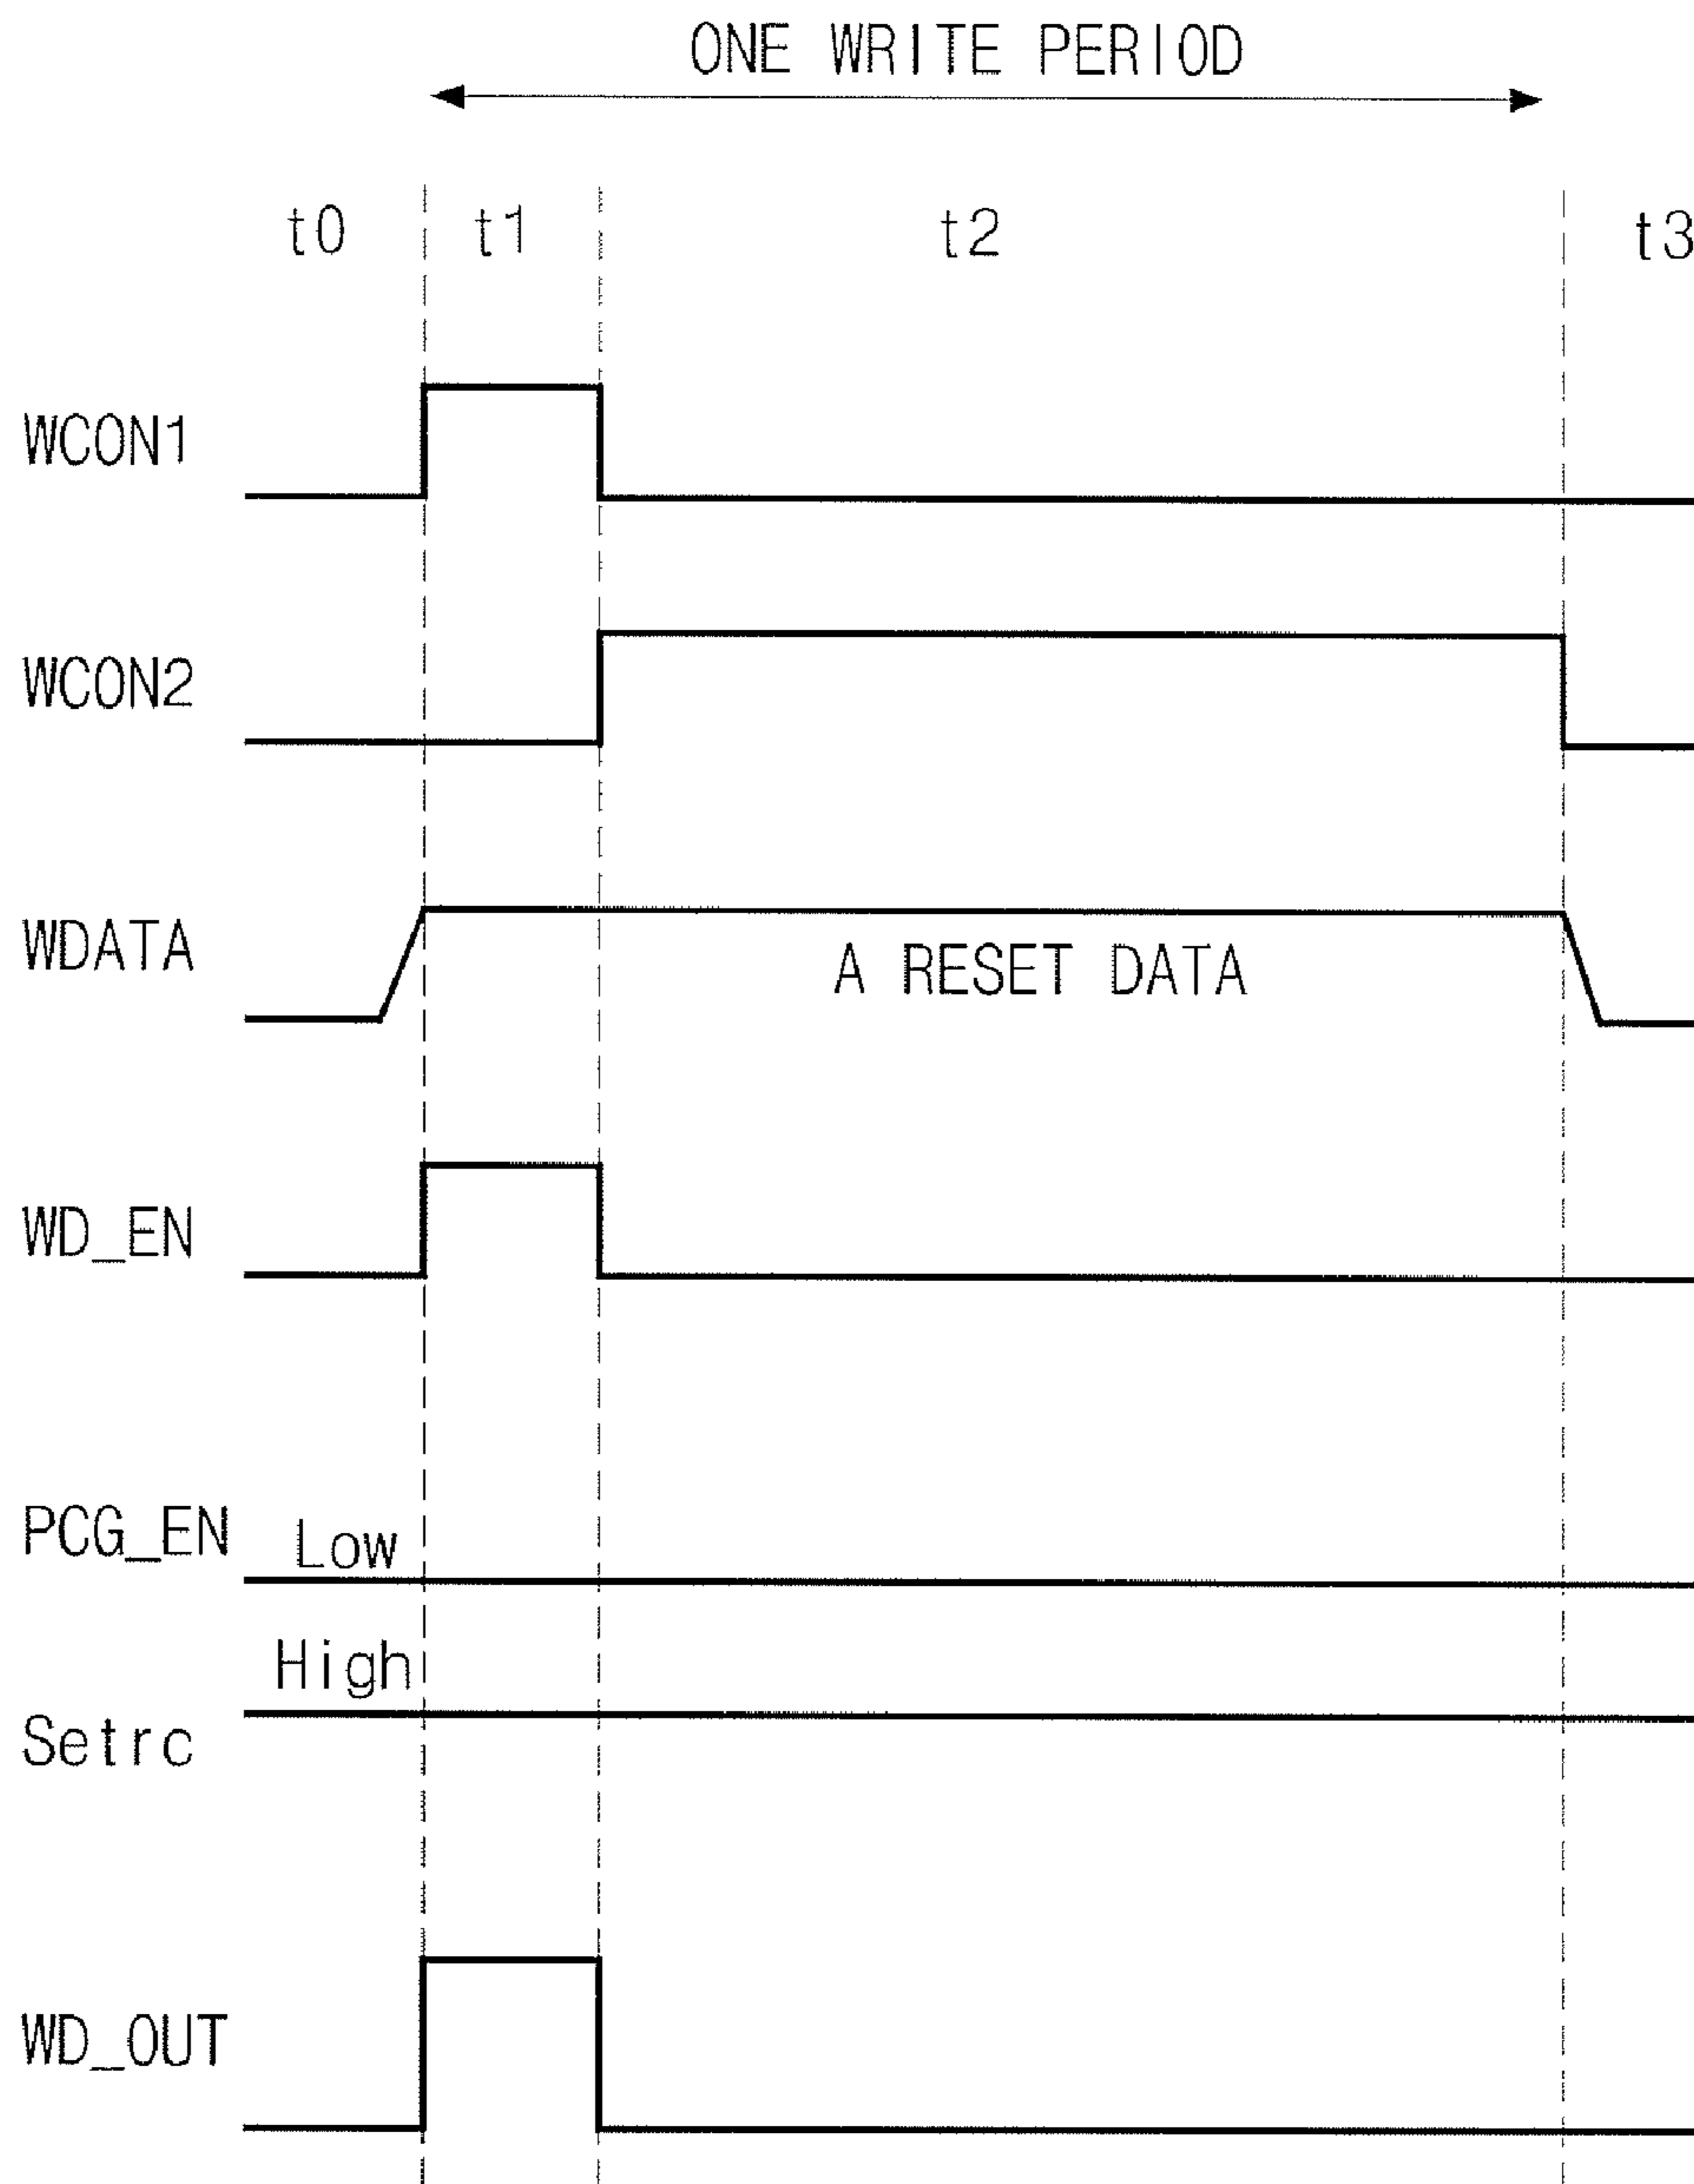 ONE WRITE PERIOD
t0 t1 t2 t3
WCON1
WCON2
WDATA
A RESET DATA
WD_EN
PCG_EN Low
High
Setrc
WD_OUT